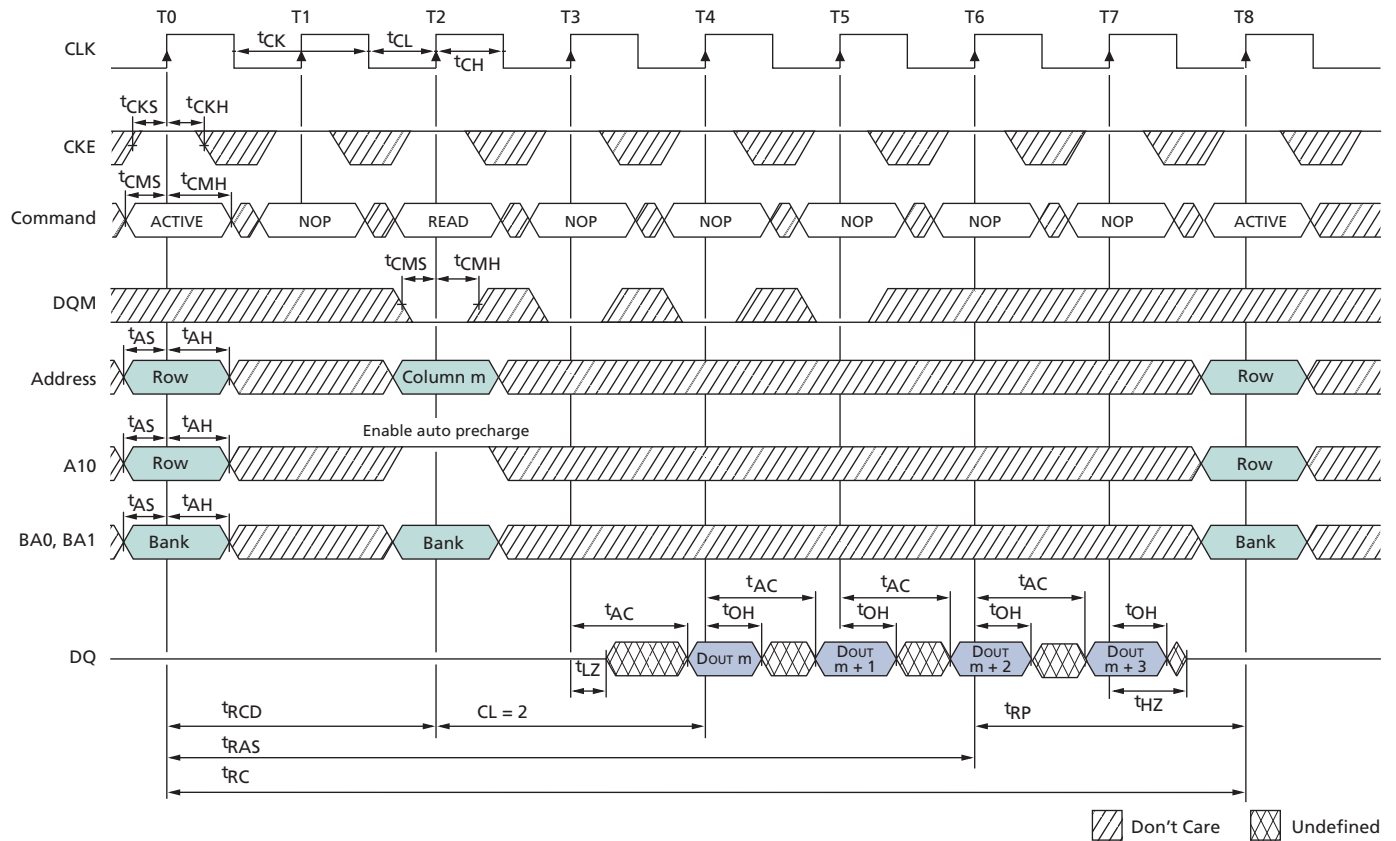 T0 T1 T2 T3 T4 T5 T6 T7 T8
CLK
tCK tCL
tCH
tCKS tCKH
CKE
tCMS tCMH
Command ACTIVE NOP READ NOP NOP NOP NOP NOP ACTIVE
tCMS tCMH
DQM
tAS tAH
Address Row Column m Row
tAS tAH Enable auto precharge
A10 Row Row
tAS tAH
BA0, BA1 Bank Bank Bank
tAC tAC tAC
tAC tOH tOH tOH tOH
DQ DOUT m DOUT m + 1 DOUT m + 2 DOUT m + 3
tLZ tHZ
tRCD CL = 2 tRP
tRAS
tRC
Don't Care Undefined